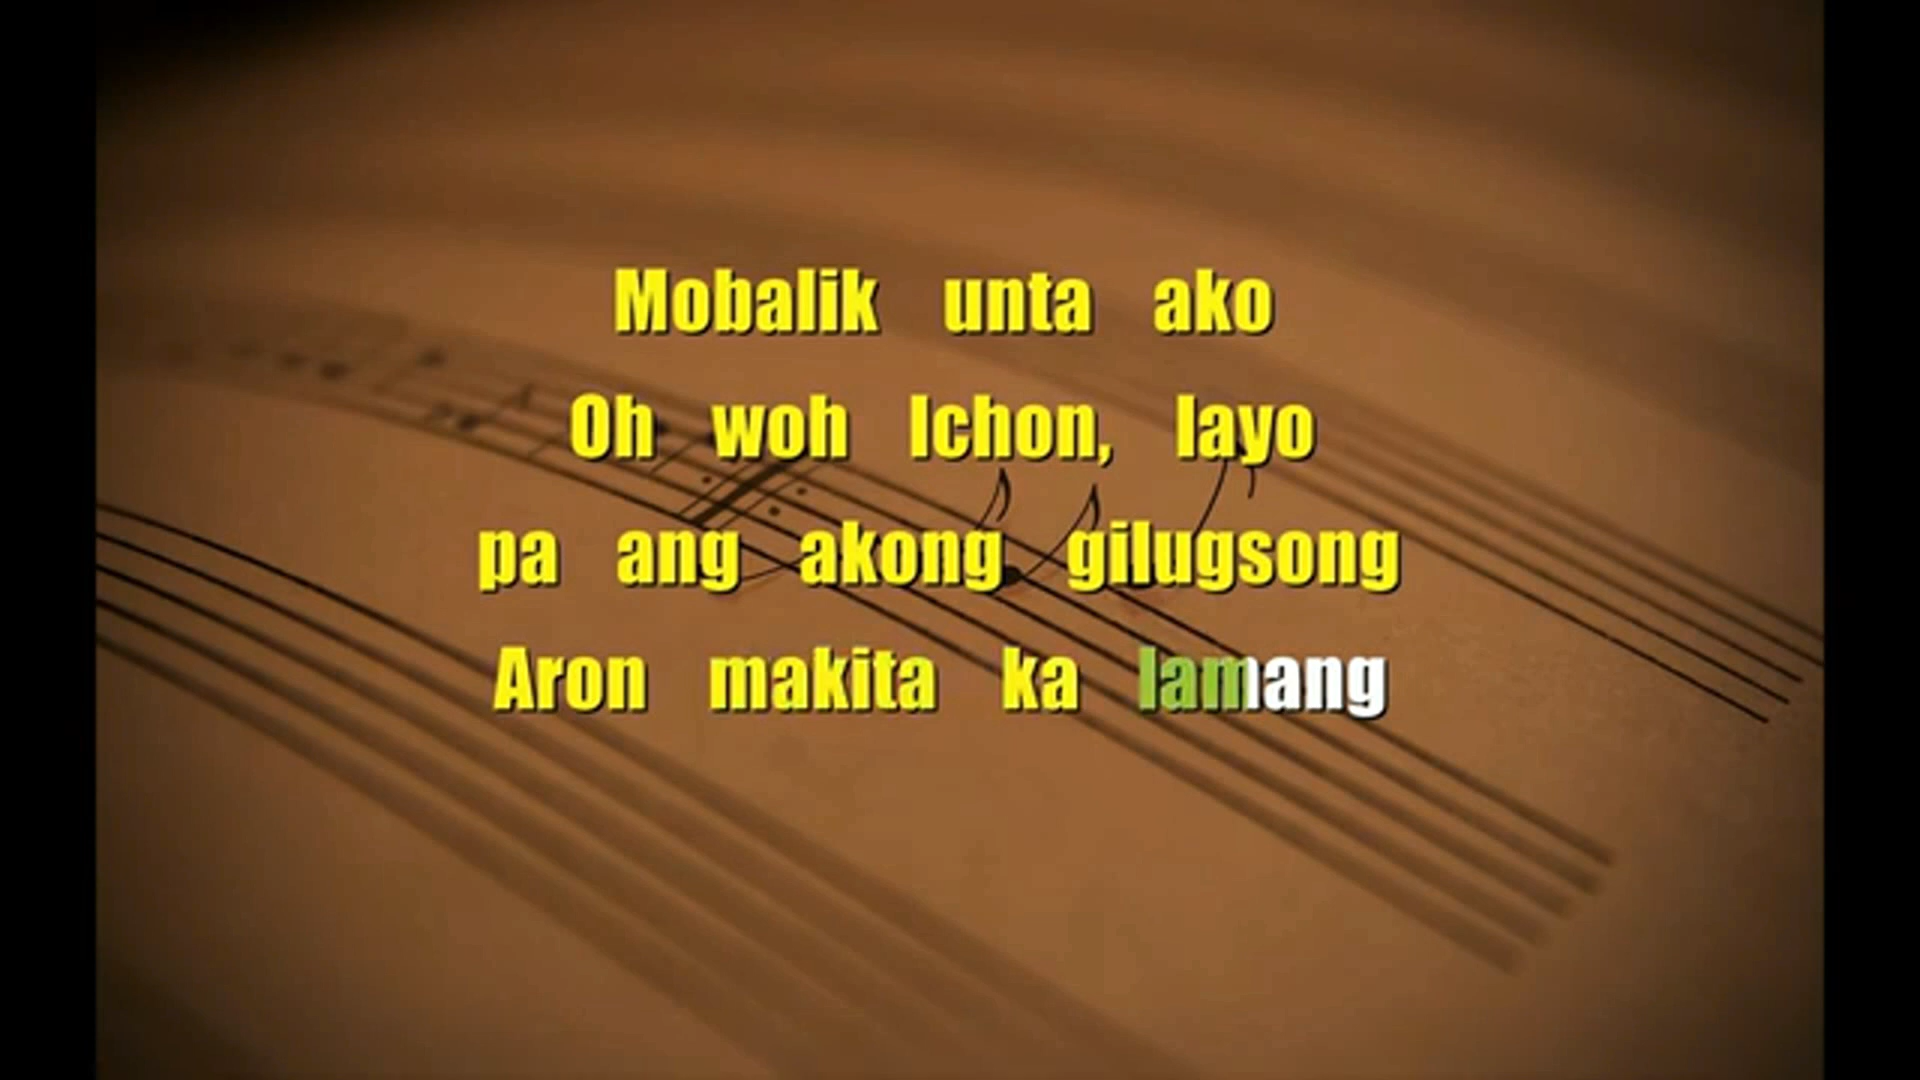 Mobalik unta ako
Oh woh Ichon, layo
pa ang akong gilugsong
Aron makita ka lamang